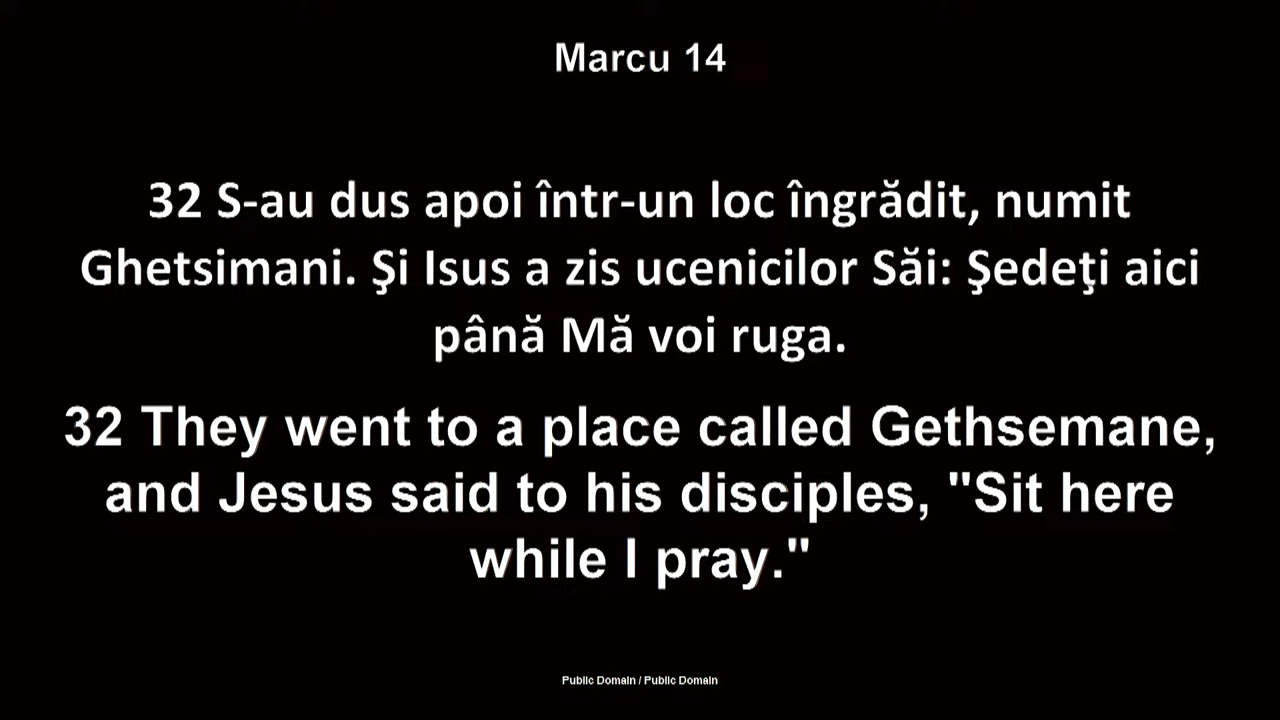 Marcu 14
32 S-au dus apoi într-un loc îngrădit, numit
Ghetsimani. Şi Isus a zis ucenicilor Săi: Şedeţi aici
până Mă voi ruga.
32 They went to a place called Gethsemane,
and Jesus said to his disciples, "Sit here
while I pray."
Public Domain / Public Domain